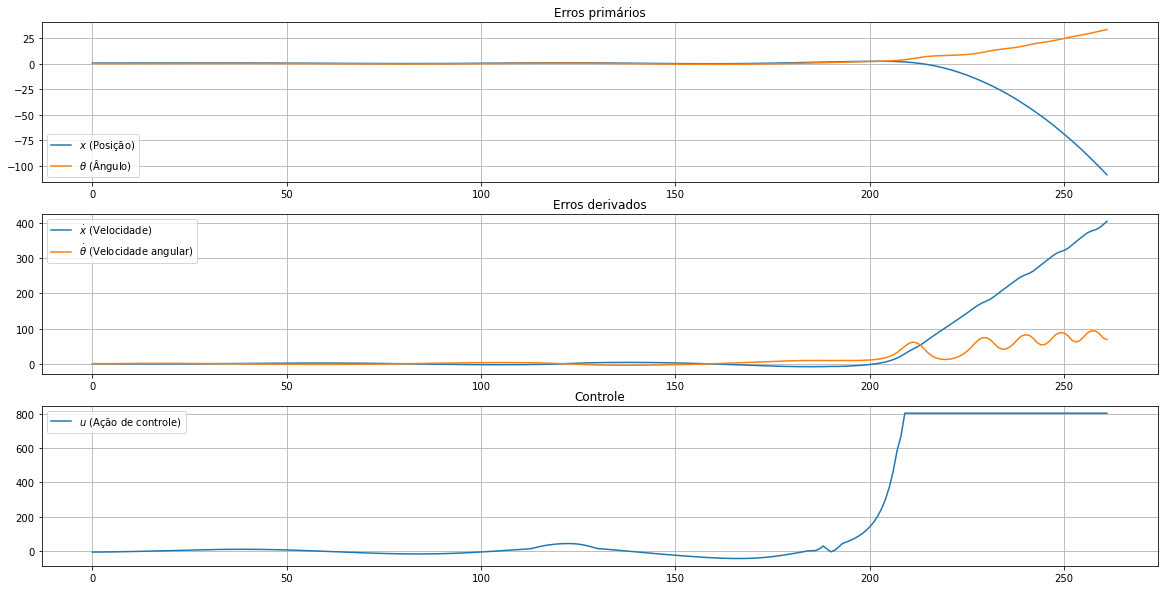 Erros primários
25
0
−25
−50
−75
−100
x (Posição)
θ (Ângulo)
0 50 100 150 200 250
Erros derivados
400
300
200
100
0
ẋ (Velocidade)
θ̇ (Velocidade angular)
0 50 100 150 200 250
Controle
800
600
400
200
0
u (Ação de controle)
0 50 100 150 200 250